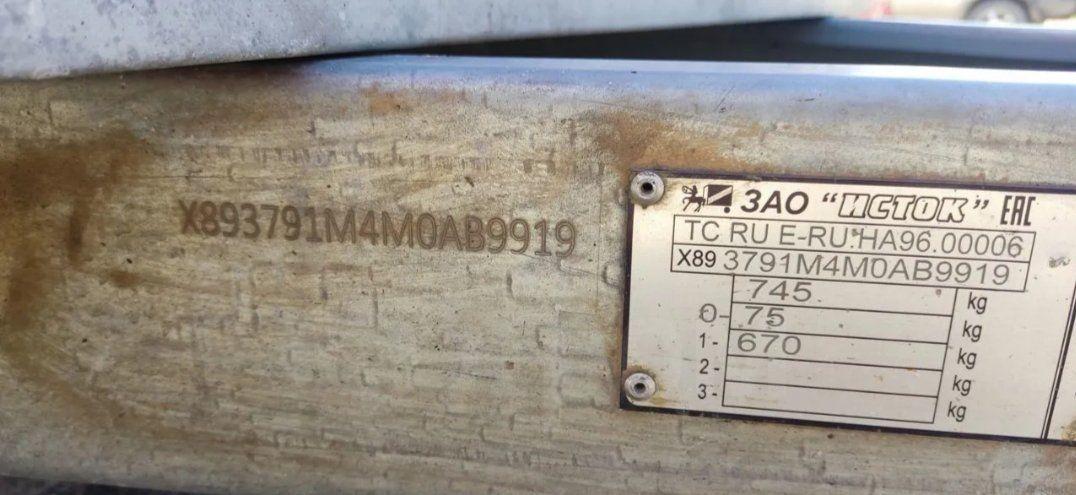 X893791M4M0AB9919
ЗАО "ИСТОК" ЕАС
TC RU E-RU.HA96.00006
X89 3791M4M0AB9919
745 kg
0- 75 kg
1- 670 kg
2- kg
3- kg